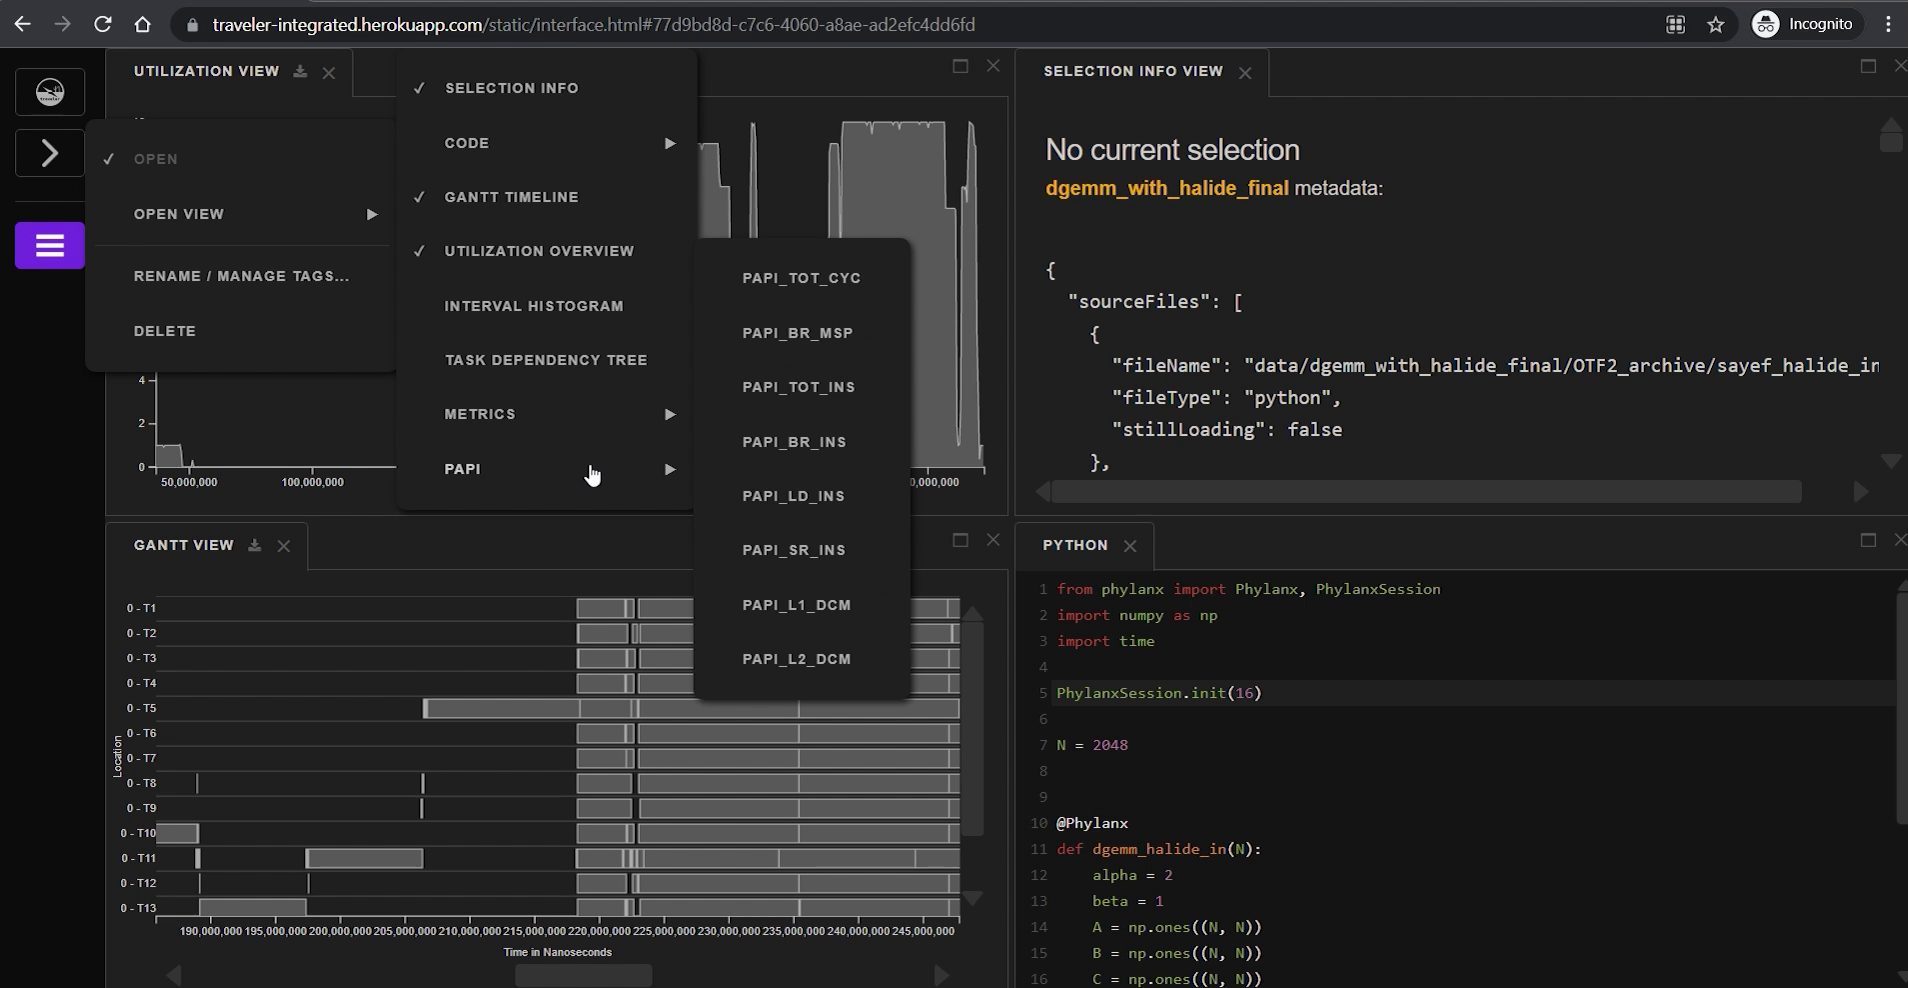 traveler-integrated.herokuapp.com/static/interface.html#77d9bd8d-c7c6-4060-a8ae-ad2efc4dd6fd
Incognito
UTILIZATION VIEW
✓ OPEN
OPEN VIEW
RENAME / MANAGE TAGS...
DELETE
✓ SELECTION INFO
CODE
✓ GANTT TIMELINE
✓ UTILIZATION OVERVIEW
INTERVAL HISTOGRAM
TASK DEPENDENCY TREE
METRICS
PAPI
PAPI_TOT_CYC
PAPI_BR_MSP
PAPI_TOT_INS
PAPI_BR_INS
PAPI_LD_INS
PAPI_SR_INS
PAPI_L1_DCM
PAPI_L2_DCM
4
2
0
50,000,000 100,000,000 0,000,000
SELECTION INFO VIEW
No current selection
dgemm_with_halide_final metadata:
{
"sourceFiles": [
{
"fileName": "data/dgemm_with_halide_final/OTF2_archive/sayef_halide_in
"fileType": "python",
"stillLoading": false
},
GANTT VIEW
Location
0 - T1
0 - T2
0 - T3
0 - T4
0 - T5
0 - T6
0 - T7
0 - T8
0 - T9
0 - T10
0 - T11
0 - T12
0 - T13
190,000,000 195,000,000 200,000,000 205,000,000 210,000,000 215,000,000 220,000,000 225,000,000 230,000,000 235,000,000 240,000,000 245,000,000
Time in Nanoseconds
PYTHON
1 from phylanx import Phylanx, PhylanxSession
2 import numpy as np
3 import time
4
5 PhylanxSession.init(16)
6
7 N = 2048
8
9
10 @Phylanx
11 def dgemm_halide_in(N):
12 alpha = 2
13 beta = 1
14 A = np.ones((N, N))
15 B = np.ones((N, N))
16 C = np.ones((N, N))